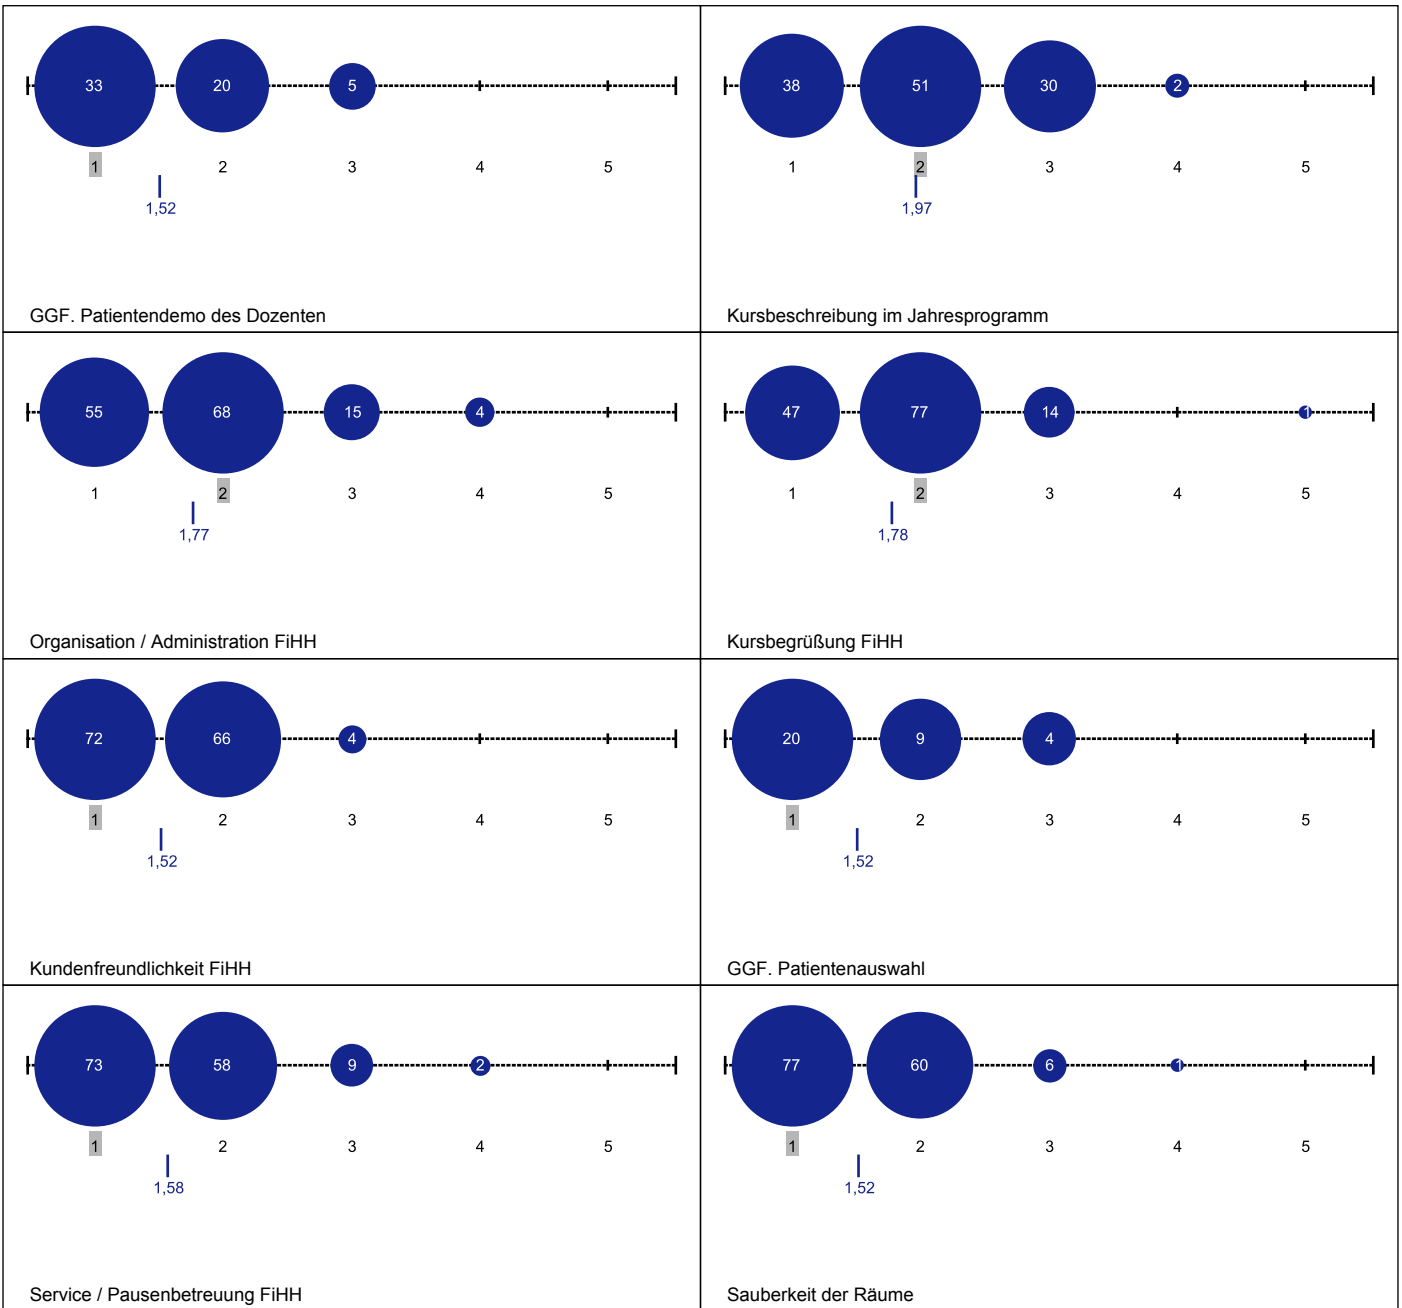 33 20 5
1 2 3 4 5
1,52
GGF. Patientendemo des Dozenten
38 51 30 2
1 2 3 4 5
1,97
Kursbeschreibung im Jahresprogramm
55 68 15 4
1 2 3 4 5
1,77
Organisation / Administration FiHH
47 77 14 1
1 2 3 4 5
1,78
Kursbegrüßung FiHH
72 66 4
1 2 3 4 5
1,52
Kundenfreundlichkeit FiHH
20 9 4
1 2 3 4 5
1,52
GGF. Patientenauswahl
73 58 9 2
1 2 3 4 5
1,58
Service / Pausenbetreuung FiHH
77 60 6 1
1 2 3 4 5
1,52
Sauberkeit der Räume